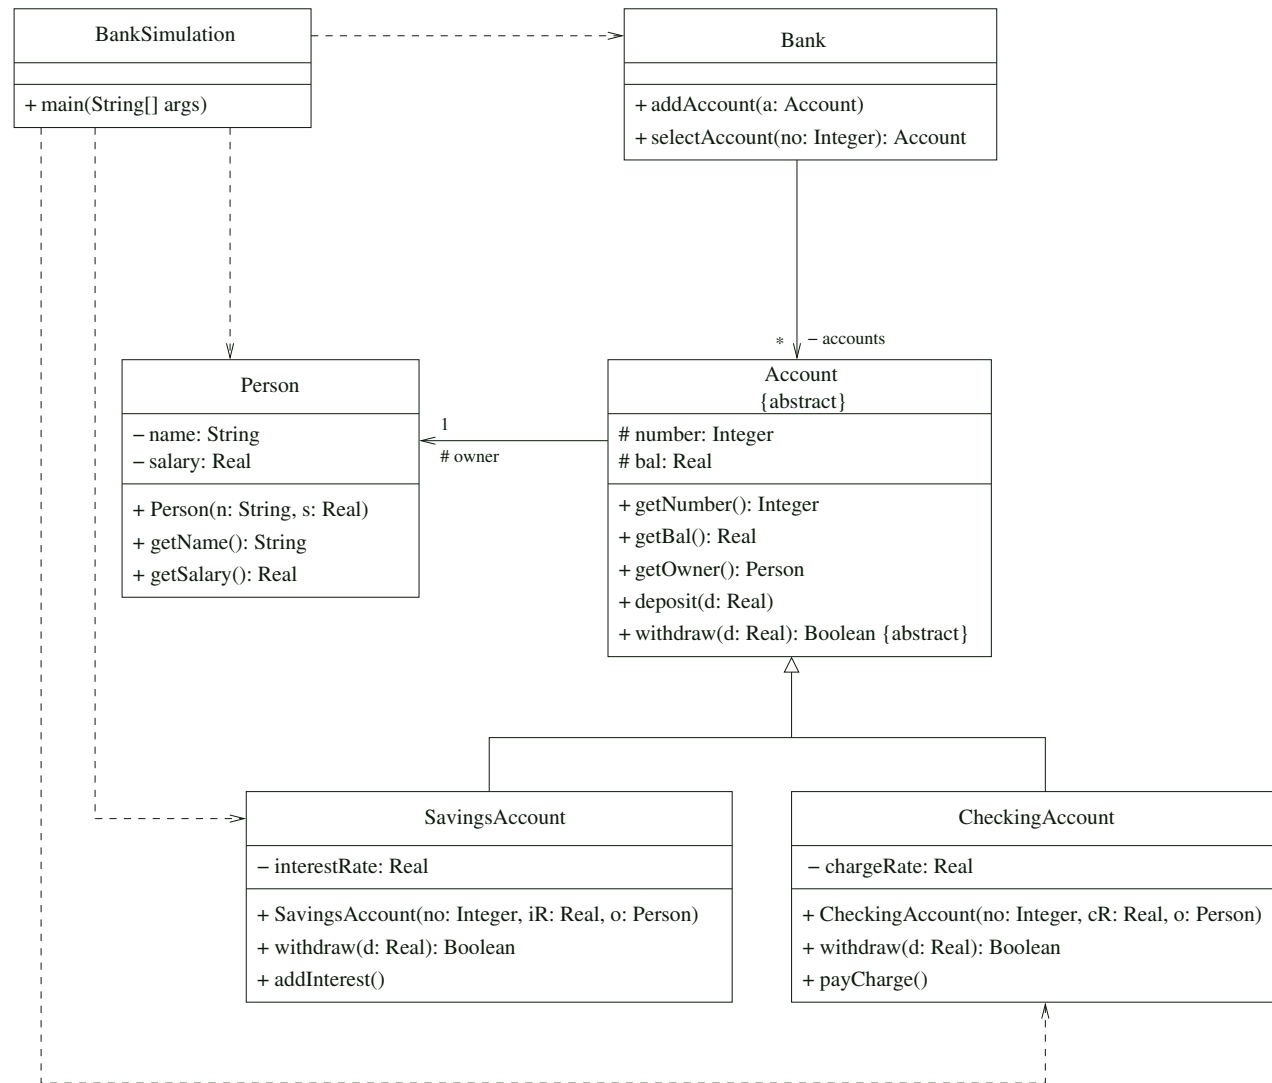 BankSimulation
+ main(String[] args)
Bank
+ addAccount(a: Account)
+ selectAccount(no: Integer): Account
* − accounts
Person
− name: String
− salary: Real
+ Person(n: String, s: Real)
+ getName(): String
+ getSalary(): Real
1
# owner
Account
{abstract}
# number: Integer
# bal: Real
+ getNumber(): Integer
+ getBal(): Real
+ getOwner(): Person
+ deposit(d: Real)
+ withdraw(d: Real): Boolean {abstract}
SavingsAccount
− interestRate: Real
+ SavingsAccount(no: Integer, iR: Real, o: Person)
+ withdraw(d: Real): Boolean
+ addInterest()
CheckingAccount
− chargeRate: Real
+ CheckingAccount(no: Integer, cR: Real, o: Person)
+ withdraw(d: Real): Boolean
+ payCharge()